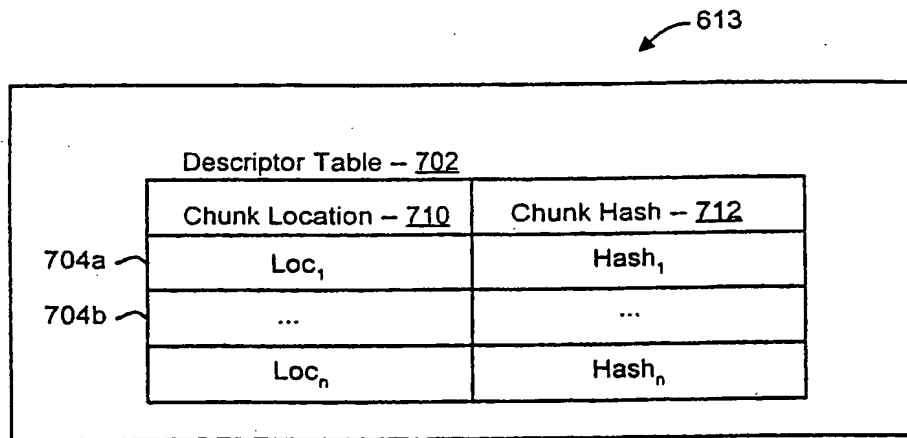 613
Descriptor Table – 702
Chunk Location – 710 Chunk Hash – 712
704a Loc₁ Hash₁
704b ... ...
Locₙ Hashₙ